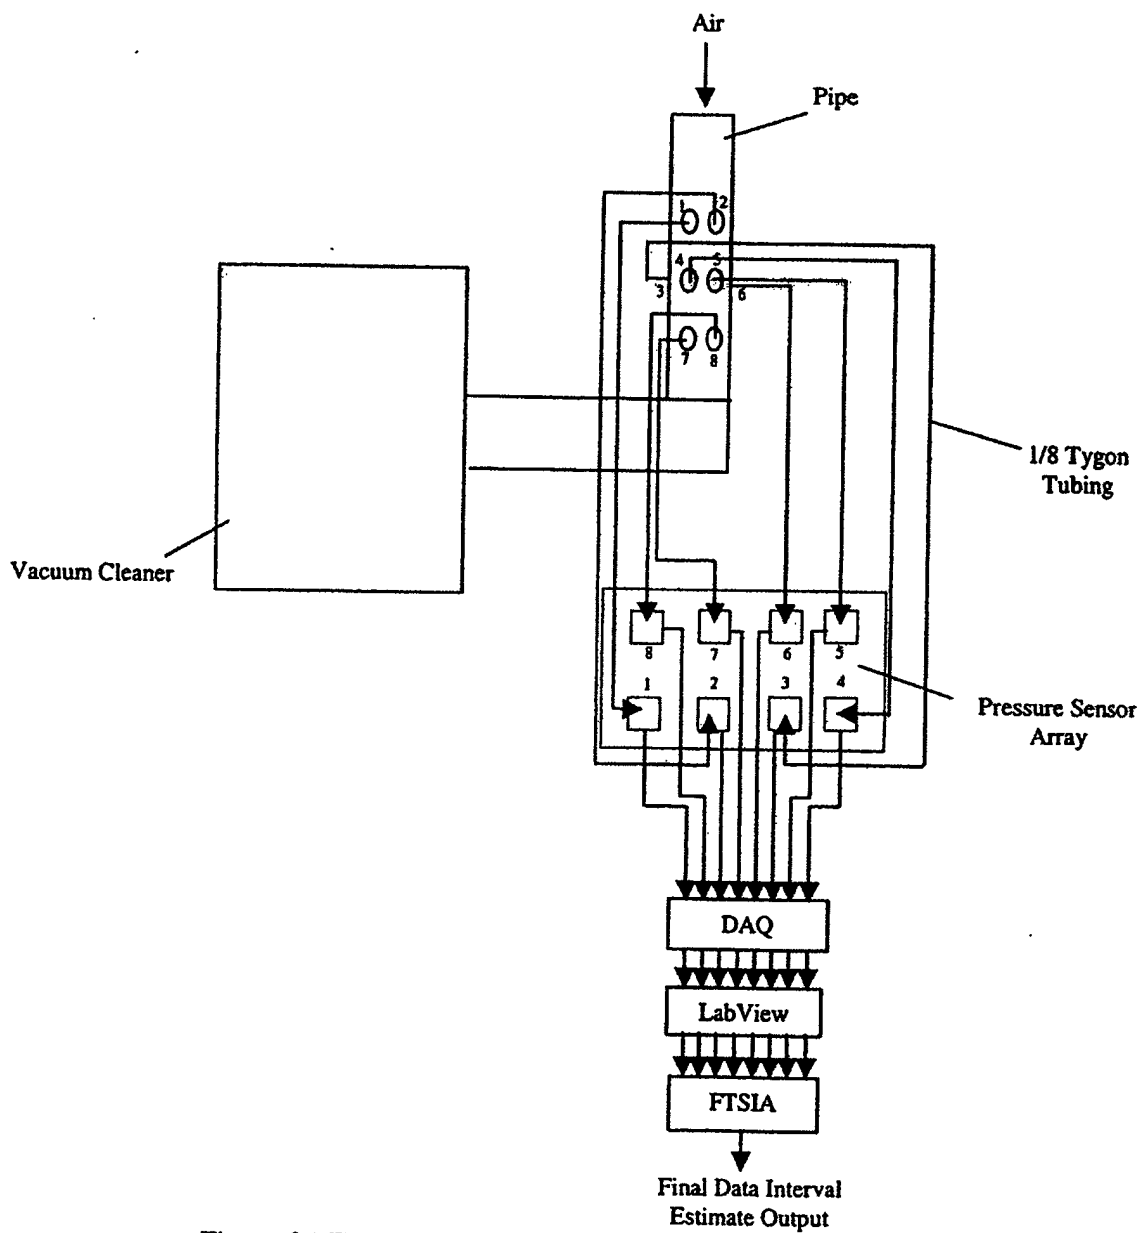 Air
Pipe
1 2
4 5
3 6
7 8
1/8 Tygon
Tubing
Vacuum Cleaner
8 7 6 5
1 2 3 4
Pressure Sensor
Array
DAQ
LabView
FTSIA
Final Data Interval
Estimate Output